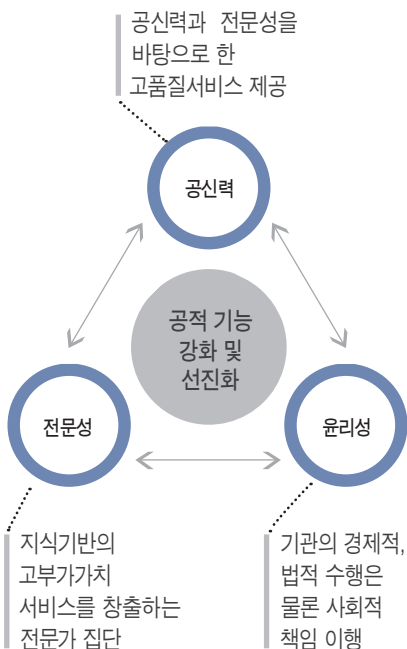 공신력과 전문성을
바탕으로 한
고품질서비스 제공
공신력
공적 기능
강화 및
선진화
전문성
윤리성
지식기반의
고부가가치
서비스를 창출하는
전문가 집단
기관의 경제적,
법적 수행은
물론 사회적
책임 이행